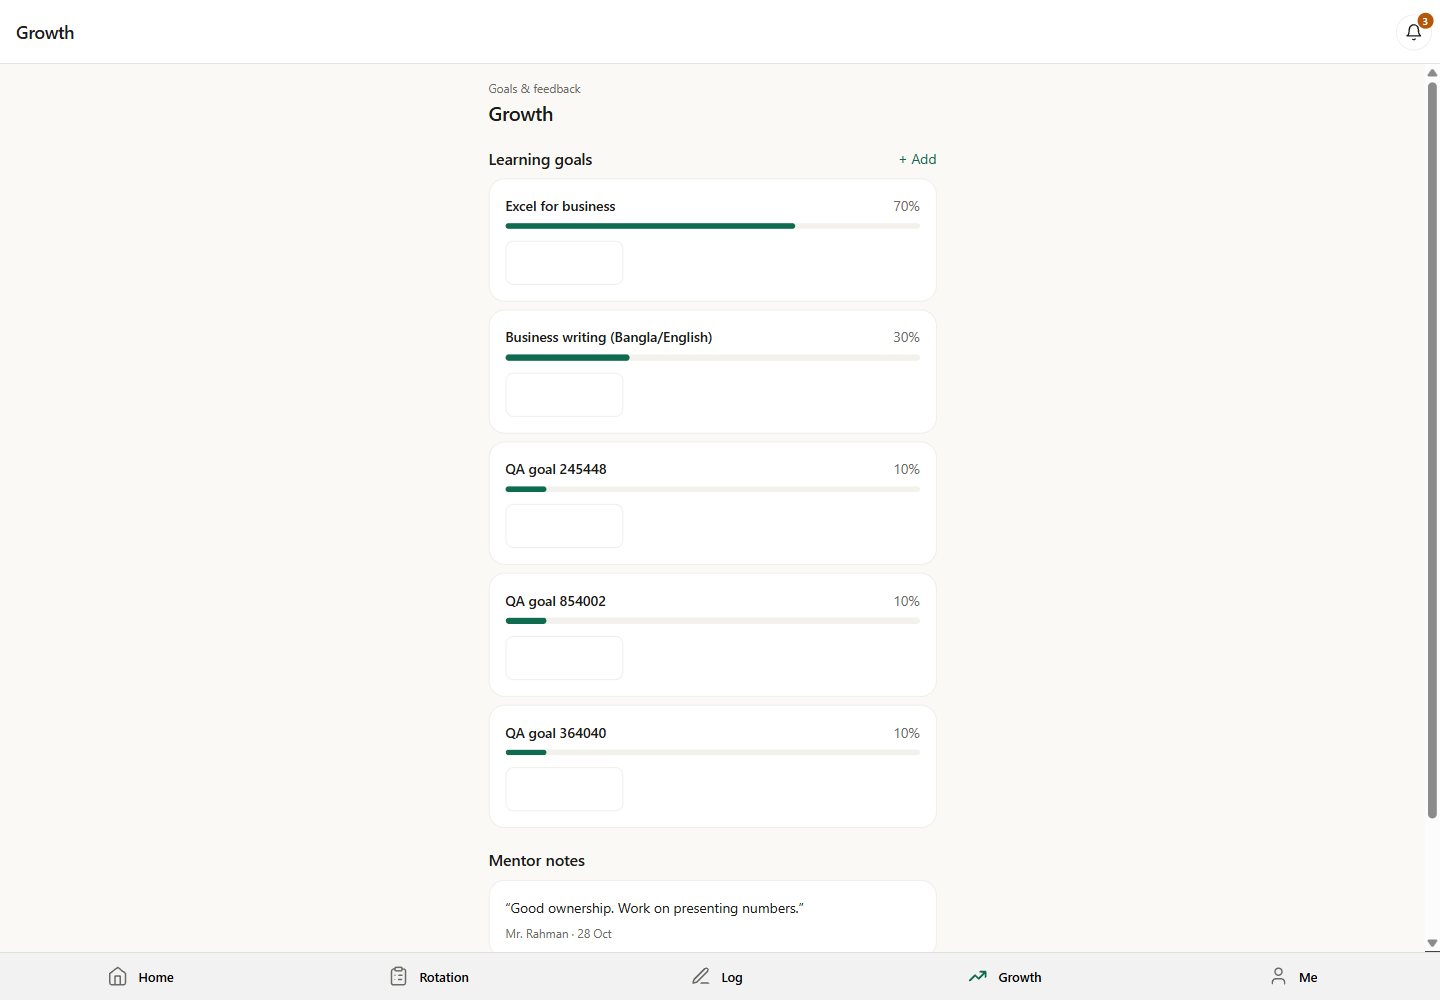 Growth
3
Goals & feedback
Growth
Learning goals
+ Add
Excel for business
70%
Business writing (Bangla/English)
30%
QA goal 245448
10%
QA goal 854002
10%
QA goal 364040
10%
Mentor notes
“Good ownership. Work on presenting numbers.”
Mr. Rahman · 28 Oct
Home
Rotation
Log
Growth
Me